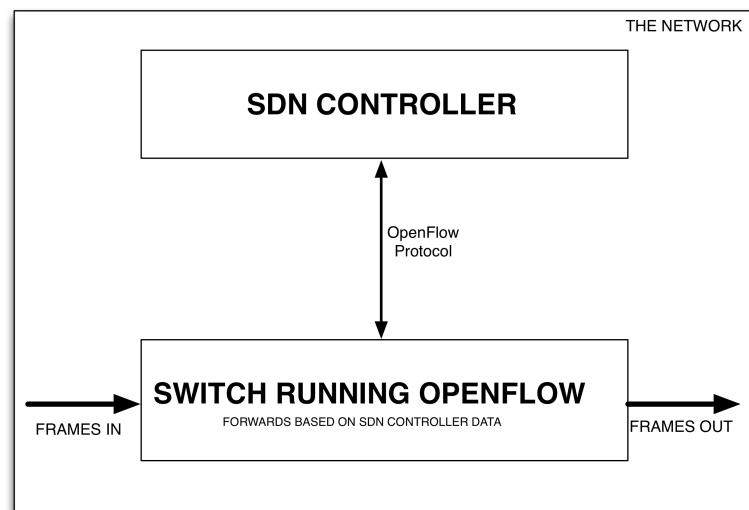 THE NETWORK
SDN CONTROLLER
OpenFlow
Protocol
SWITCH RUNNING OPENFLOW
FORWARDS BASED ON SDN CONTROLLER DATA
FRAMES IN
FRAMES OUT